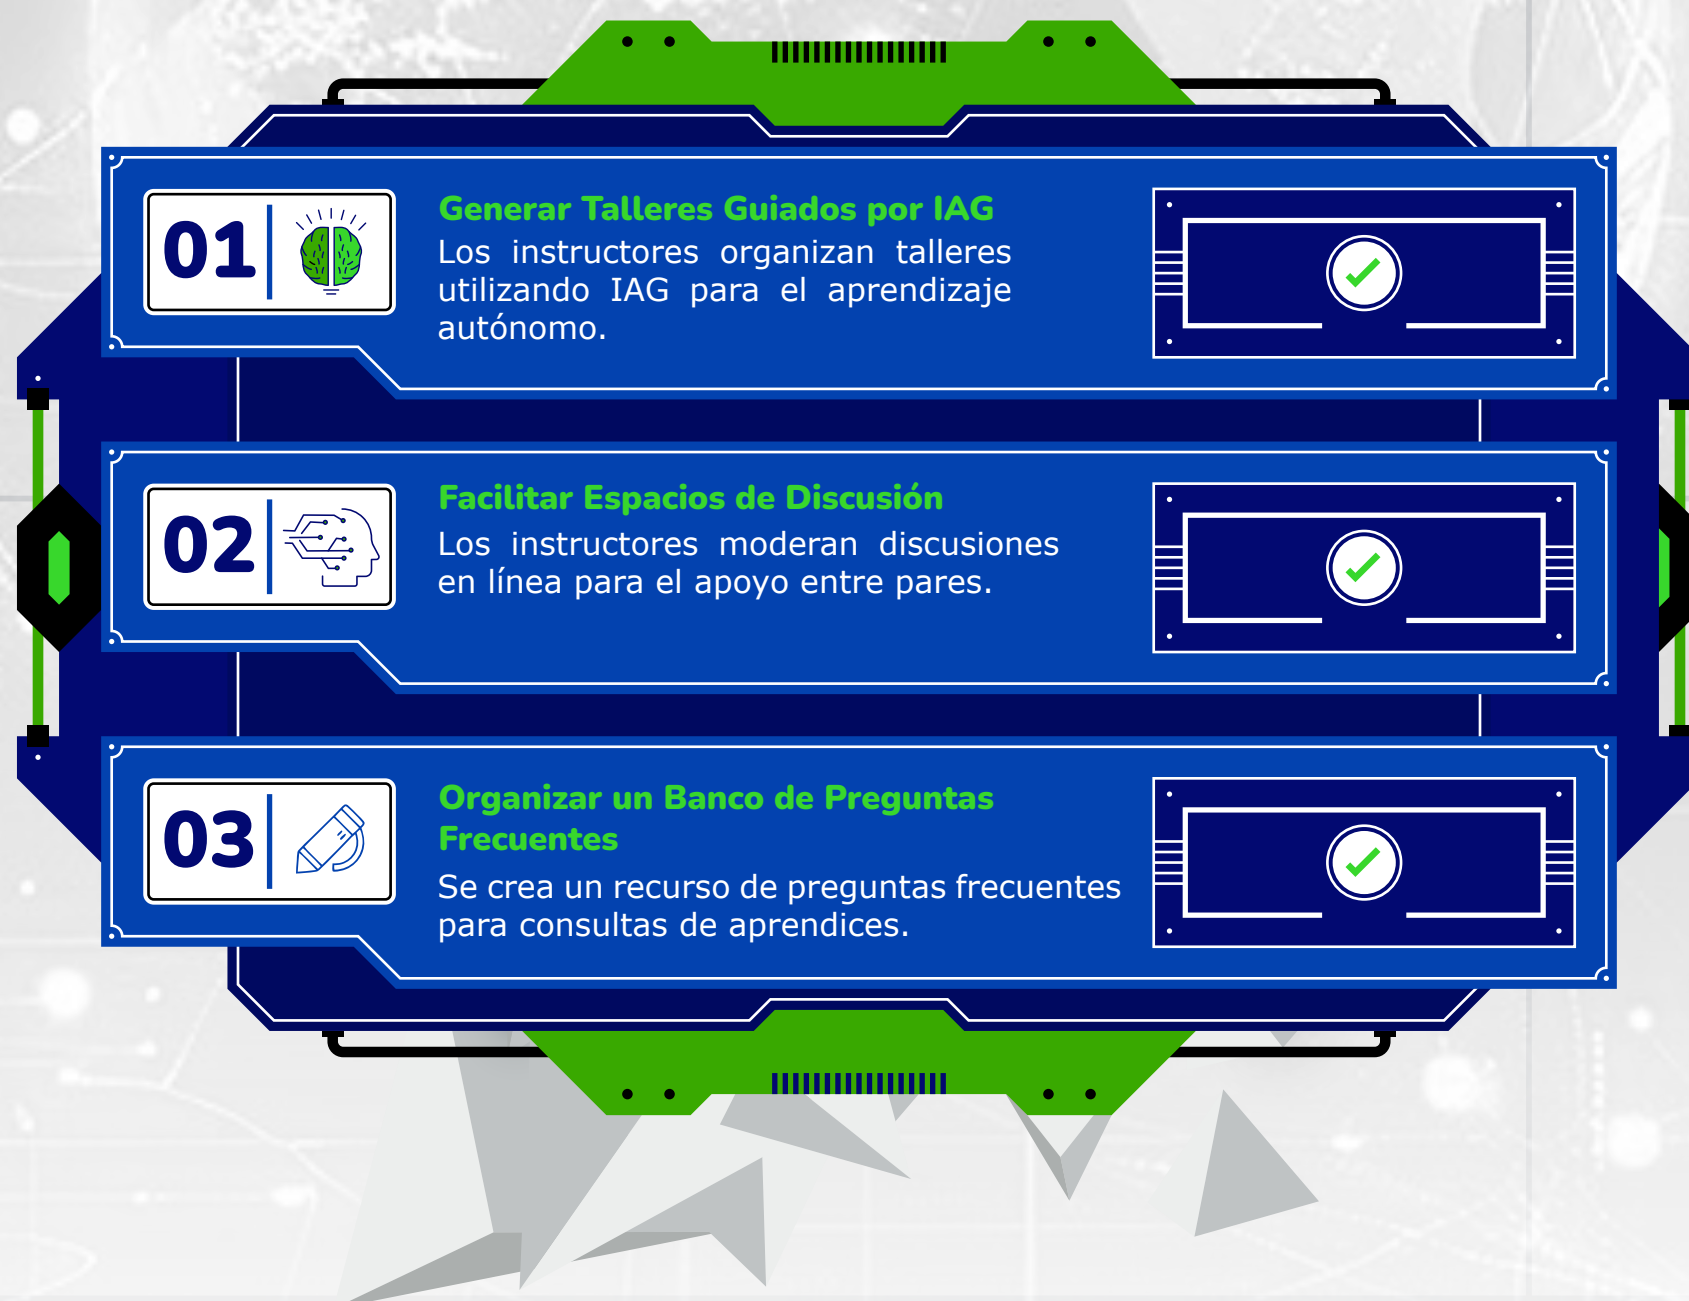 01
Generar Talleres Guiados por IAG
Los instructores organizan talleres
utilizando IAG para el aprendizaje
autónomo.
02
Facilitar Espacios de Discusión
Los instructores moderan discusiones
en línea para el apoyo entre pares.
03
Organizar un Banco de Preguntas
Frecuentes
Se crea un recurso de preguntas frecuentes
para consultas de aprendices.